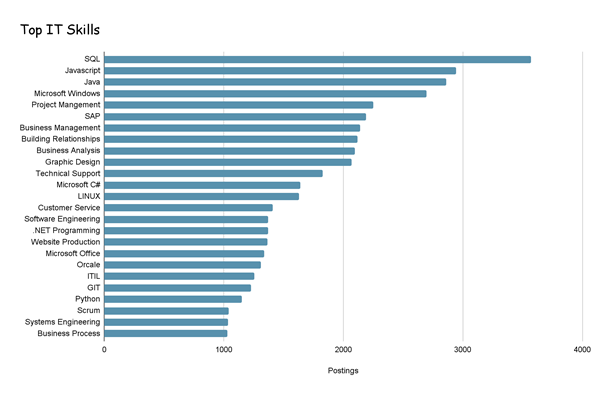 Top IT Skills
SQL
Javascript
Java
Microsoft Windows
Project Mangement
SAP
Business Management
Building Relationships
Business Analysis
Graphic Design
Technical Support
Microsoft C#
LINUX
Customer Service
Software Engineering
.NET Programming
Website Production
Microsoft Office
Orcale
ITIL
GIT
Python
Scrum
Systems Engineering
Business Process
0 1000 2000 3000 4000
Postings